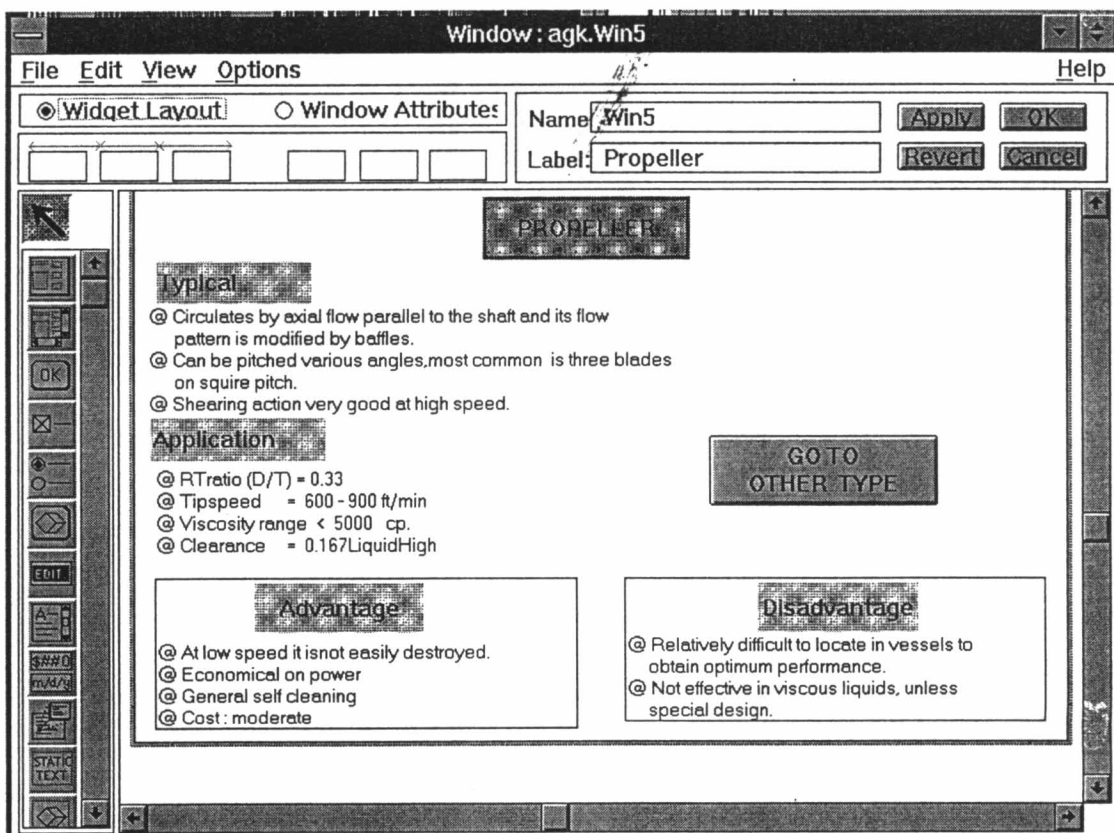 Window : agk.Win5
File Edit View Options Help
Widget Layout Window Attributes
Name Win5 Apply OK
Label: Propeller Revert Cancel
PROPELLER
Typical
@ Circulates by axial flow parallel to the shaft and its flow
pattern is modified by baffles.
@ Can be pitched various angles,most common is three blades
on squire pitch.
@ Shearing action very good at high speed.
Application
@ RTratio (D/T) = 0.33
@ Tipspeed = 600 - 900 ft/min
@ Viscosity range < 5000 cp.
@ Clearance = 0.167LiquidHigh
GO TO
OTHER TYPE
Advantage
@ At low speed it isnot easily destroyed.
@ Economical on power
@ General self cleaning
@ Cost : moderate
Disadvantage
@ Relatively difficult to locate in vessels to
obtain optimum performance.
@ Not effective in viscous liquids, unless
special design.
OK
EDIT
A
$##0
m/d/y
STATIC
TEXT